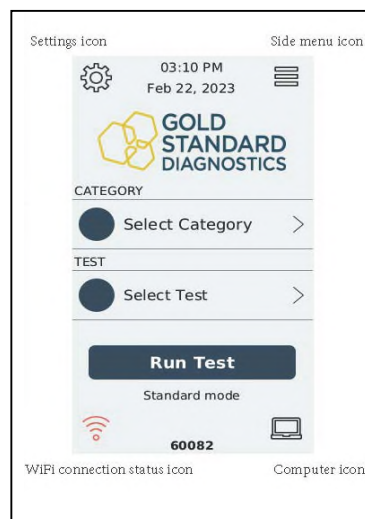 Settings icon
Side menu icon
03:10 PM
Feb 22, 2023
GOLD
STANDARD
DIAGNOSTICS
CATEGORY
Select Category
TEST
Select Test
Run Test
Standard mode
60082
WiFi connection status icon
Computer icon